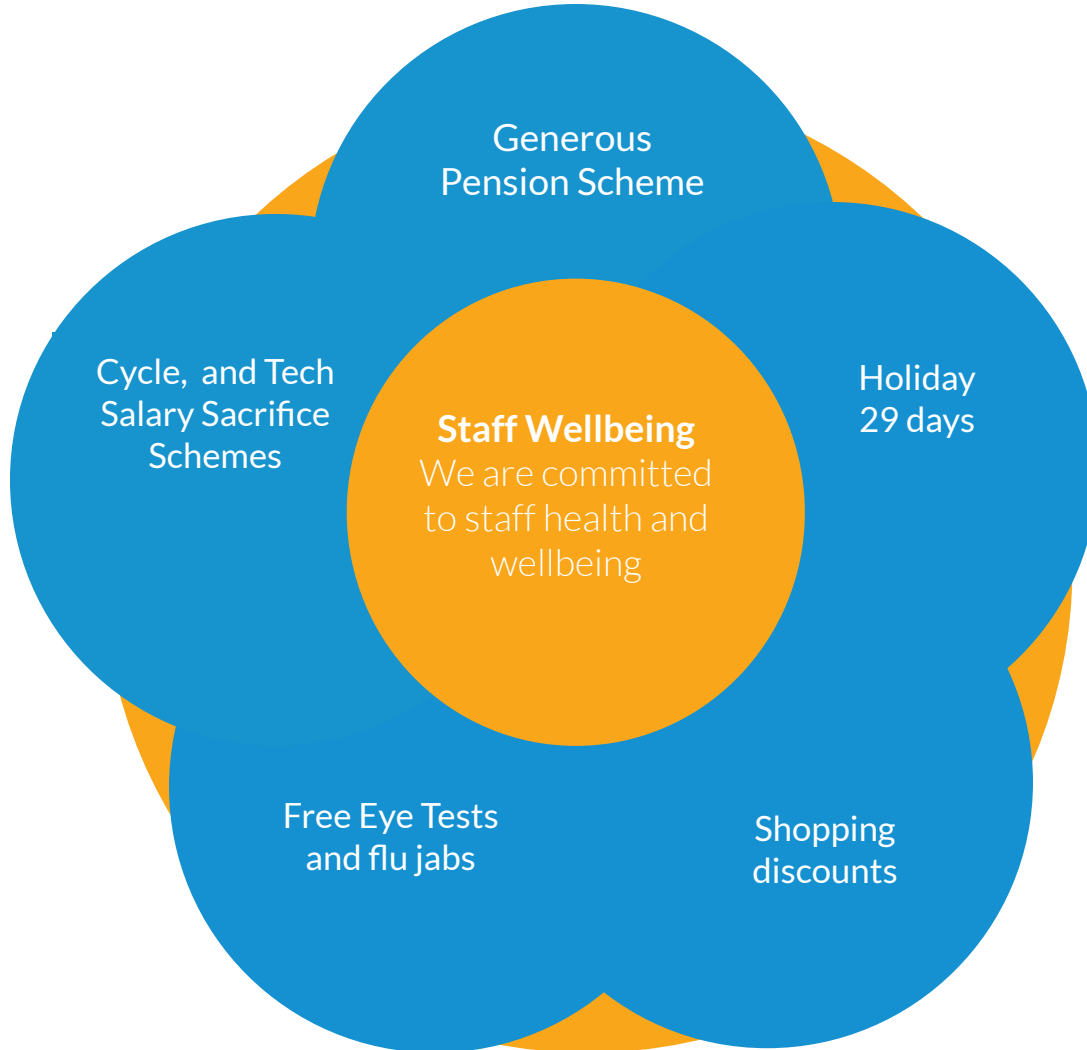 Generous
Pension Scheme
Cycle,  and Tech
Salary Sacrifice
Schemes
Holiday
29 days
Staff Wellbeing
We are committed
to staff health and
wellbeing
Free Eye Tests
and flu jabs
Shopping
discounts